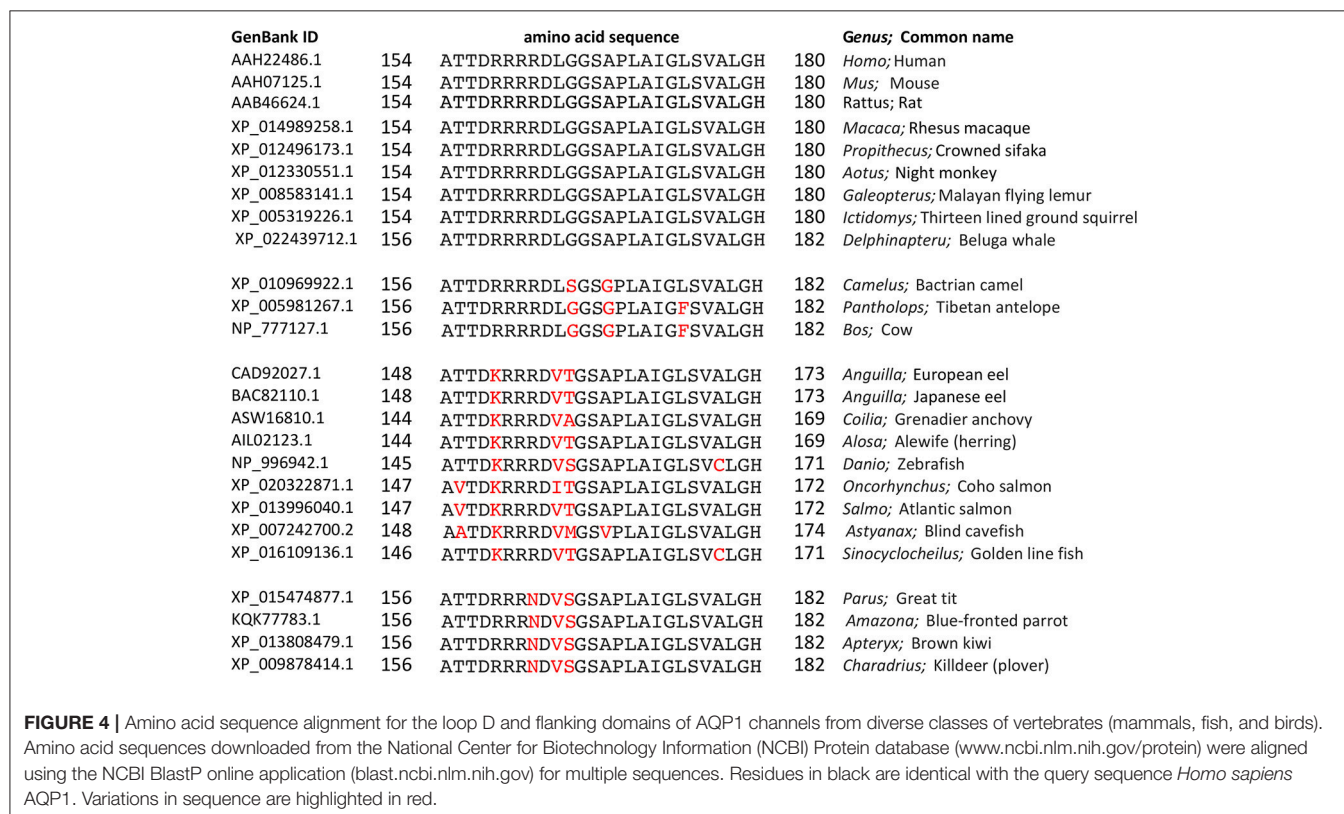 GenBank ID amino acid sequence Genus; Common name
AAH22486.1 154 ATTDRRRRDLGGSAPLAIGLSVALGH 180 Homo; Human
AAH07125.1 154 ATTDRRRRDLGGSAPLAIGLSVALGH 180 Mus; Mouse
AAB46624.1 154 ATTDRRRRDLGGSAPLAIGLSVALGH 180 Rattus; Rat
XP_014989258.1 154 ATTDRRRRDLGGSAPLAIGLSVALGH 180 Macaca; Rhesus macaque
XP_012496173.1 154 ATTDRRRRDLGGSAPLAIGLSVALGH 180 Propithecus; Crowned sifaka
XP_012330551.1 154 ATTDRRRRDLGGSAPLAIGLSVALGH 180 Aotus; Night monkey
XP_008583141.1 154 ATTDRRRRDLGGSAPLAIGLSVALGH 180 Galeopterus; Malayan flying lemur
XP_005319226.1 154 ATTDRRRRDLGGSAPLAIGLSVALGH 180 Ictidomys; Thirteen lined ground squirrel
XP_022439712.1 156 ATTDRRRRDLGGSAPLAIGLSVALGH 182 Delphinapteru; Beluga whale
XP_010969922.1 156 ATTDRRRRDLSGSGPLAIGLSVALGH 182 Camelus; Bactrian camel
XP_005981267.1 156 ATTDRRRRDLGGSGPLAIGFSVALGH 182 Pantholops; Tibetan antelope
NP_777127.1 156 ATTDRRRRDLGGSGPLAIGFSVALGH 182 Bos; Cow
CAD92027.1 148 ATTDKRRRDVTGSAPLAIGLSVALGH 173 Anguilla; European eel
BAC82110.1 148 ATTDKRRRDVTGSAPLAIGLSVALGH 173 Anguilla; Japanese eel
ASW16810.1 144 ATTDKRRRDVAGSAPLAIGLSVALGH 169 Coilia; Grenadier anchovy
AIL02123.1 144 ATTDKRRRDVTGSAPLAIGLSVALGH 169 Alosa; Alewife (herring)
NP_996942.1 145 ATTDKRRRDVSGSAPLAIGLSVCLGH 171 Danio; Zebrafish
XP_020322871.1 147 AVTDKRRRDITGSAPLAIGLSVALGH 172 Oncorhynchus; Coho salmon
XP_013996040.1 147 AVTDKRRRDVTGSAPLAIGLSVALGH 172 Salmo; Atlantic salmon
XP_007242700.2 148 AATDKRRRDVMGSVPLAIGLSVALGH 174 Astyanax; Blind cavefish
XP_016109136.1 146 ATTDKRRRDVTGSAPLAIGLSVCLGH 171 Sinocyclocheilus; Golden line fish
XP_015474877.1 156 ATTDRRRNDVSGSAPLAIGLSVALGH 182 Parus; Great tit
KQK77783.1 156 ATTDRRRNDVSGSAPLAIGLSVALGH 182 Amazona; Blue-fronted parrot
XP_013808479.1 156 ATTDRRRNDVSGSAPLAIGLSVALGH 182 Apteryx; Brown kiwi
XP_009878414.1 156 ATTDRRRNDVSGSAPLAIGLSVALGH 182 Charadrius; Killdeer (plover)
FIGURE 4 | Amino acid sequence alignment for the loop D and flanking domains of AQP1 channels from diverse classes of vertebrates (mammals, fish, and birds).
Amino acid sequences downloaded from the National Center for Biotechnology Information (NCBI) Protein database (www.ncbi.nlm.nih.gov/protein) were aligned
using the NCBI BlastP online application (blast.ncbi.nlm.nih.gov) for multiple sequences. Residues in black are identical with the query sequence Homo sapiens
AQP1. Variations in sequence are highlighted in red.